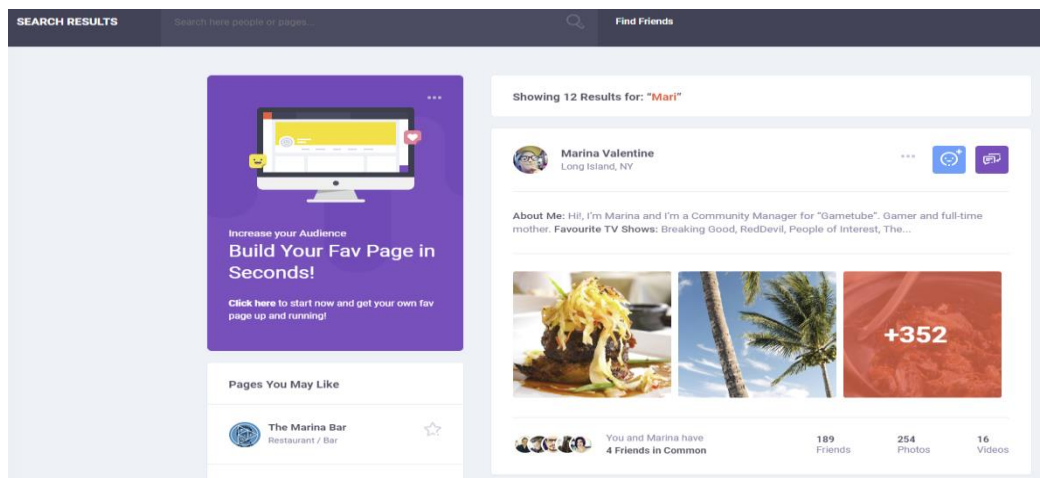 SEARCH RESULTS
Search here people or pages...
Find Friends
Increase your Audience
Build Your Fav Page in
Seconds!
Click here to start now and get your own fav
page up and running!
Pages You May Like
The Marina Bar
Restaurant / Bar
Showing 12 Results for: “Mari”
Marina Valentine
Long Island, NY
About Me: Hi!, I’m Marina and I’m a Community Manager for “Gametube”. Gamer and full-time
mother. Favourite TV Shows: Breaking Good, RedDevil, People of Interest, The...
+352
You and Marina have
4 Friends in Common
189
Friends
254
Photos
16
Videos